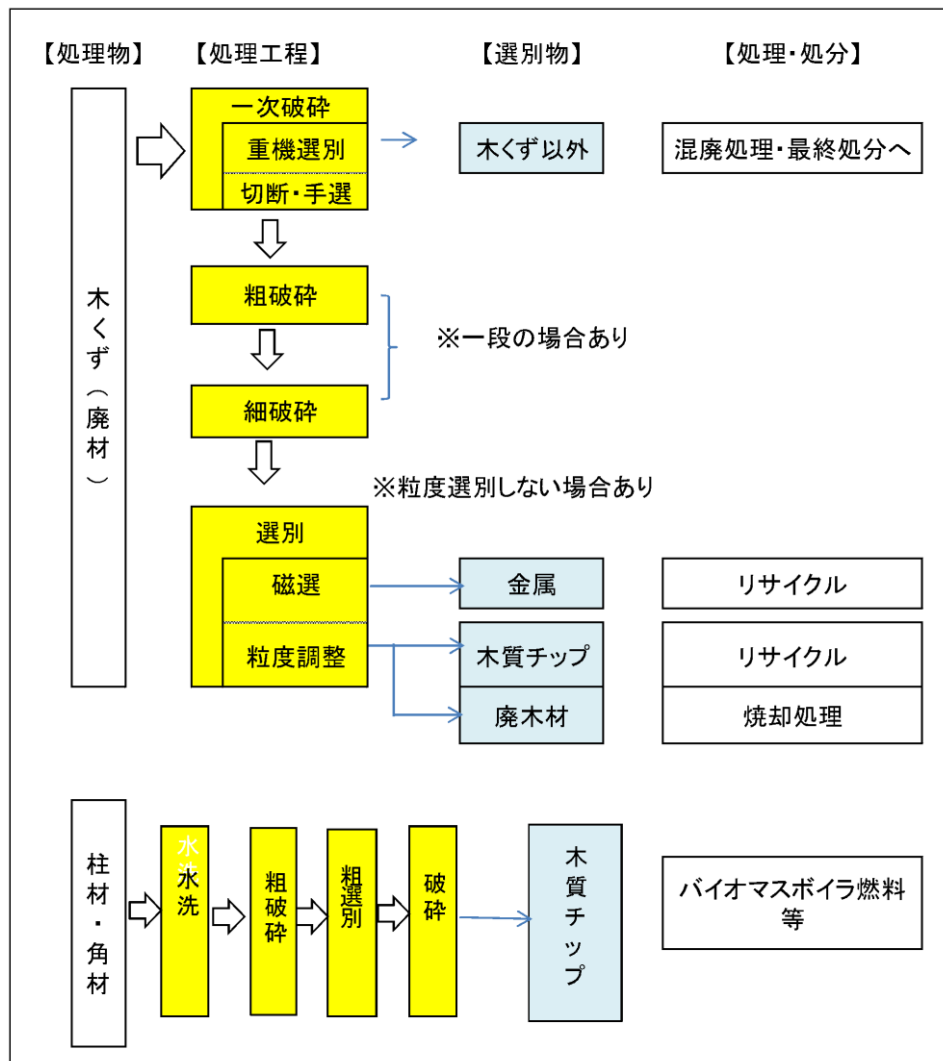 【処理物】 【処理工程】 【選別物】 【処理・処分】
一次破砕
重機選別
切断・手選
木くず以外
混廃処理・最終処分へ
木くず（廃材）
粗破砕
※一段の場合あり
細破砕
※粒度選別しない場合あり
選別
磁選
金属
リサイクル
粒度調整
木質チップ
リサイクル
廃木材
焼却処理
柱材・角材
水洗
水洗
粗破砕
粗選別
破砕
木質チップ
バイオマスボイラ燃料
等